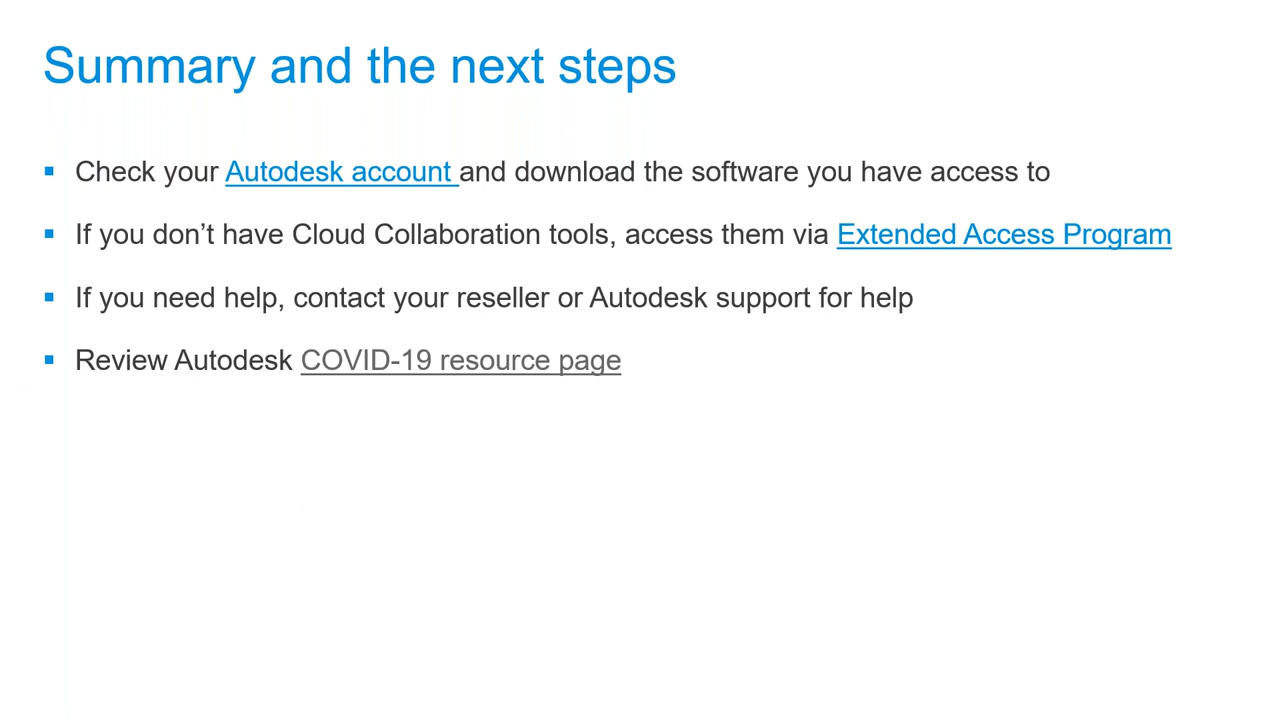 Summary and the next steps
▪ Check your Autodesk account and download the software you have access to
▪ If you don’t have Cloud Collaboration tools, access them via Extended Access Program
▪ If you need help, contact your reseller or Autodesk support for help
▪ Review Autodesk COVID-19 resource page